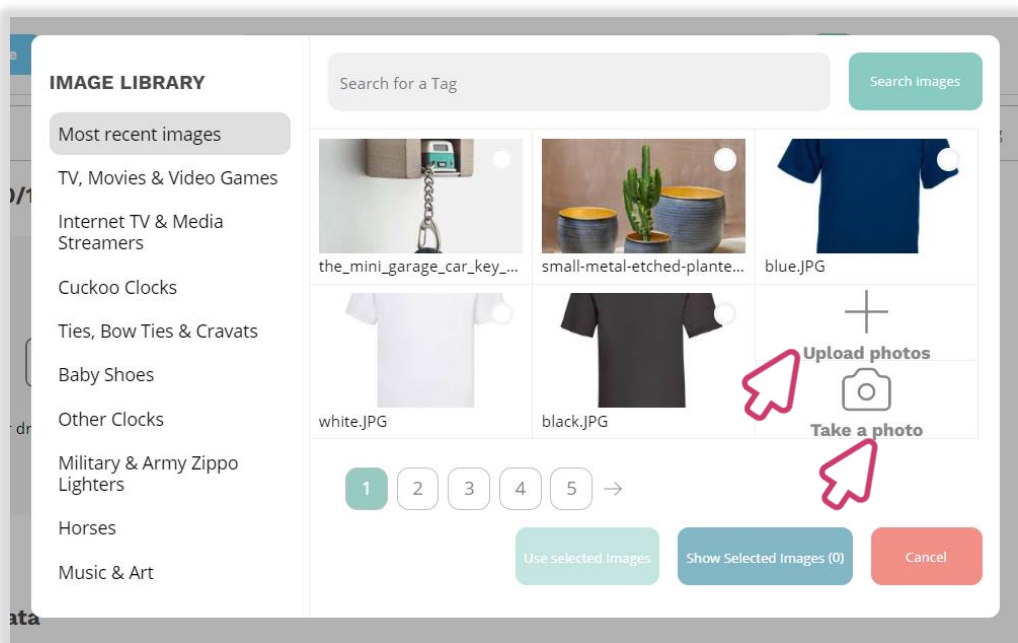 IMAGE LIBRARY
Most recent images
TV, Movies & Video Games
Internet TV & Media
Streamers
Cuckoo Clocks
Ties, Bow Ties & Cravats
Baby Shoes
Other Clocks
Military & Army Zippo
Lighters
Horses
Music & Art
Search for a Tag
Search images
the_mini_garage_car_key_...
small-metal-etched-plante...
blue.JPG
white.JPG
black.JPG
Upload photos
Take a photo
1 2 3 4 5 →
Use selected Images
Show Selected Images (0)
Cancel